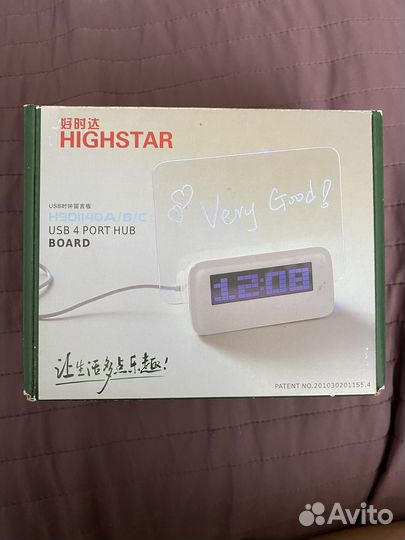 好时达
HIGHSTAR
Very Good!
USB时钟留言板
HSD1140A/B/C
USB 4 PORT HUB
BOARD
12:08
让生活多点乐趣!
PATENT NO.201030201155.4
Avito